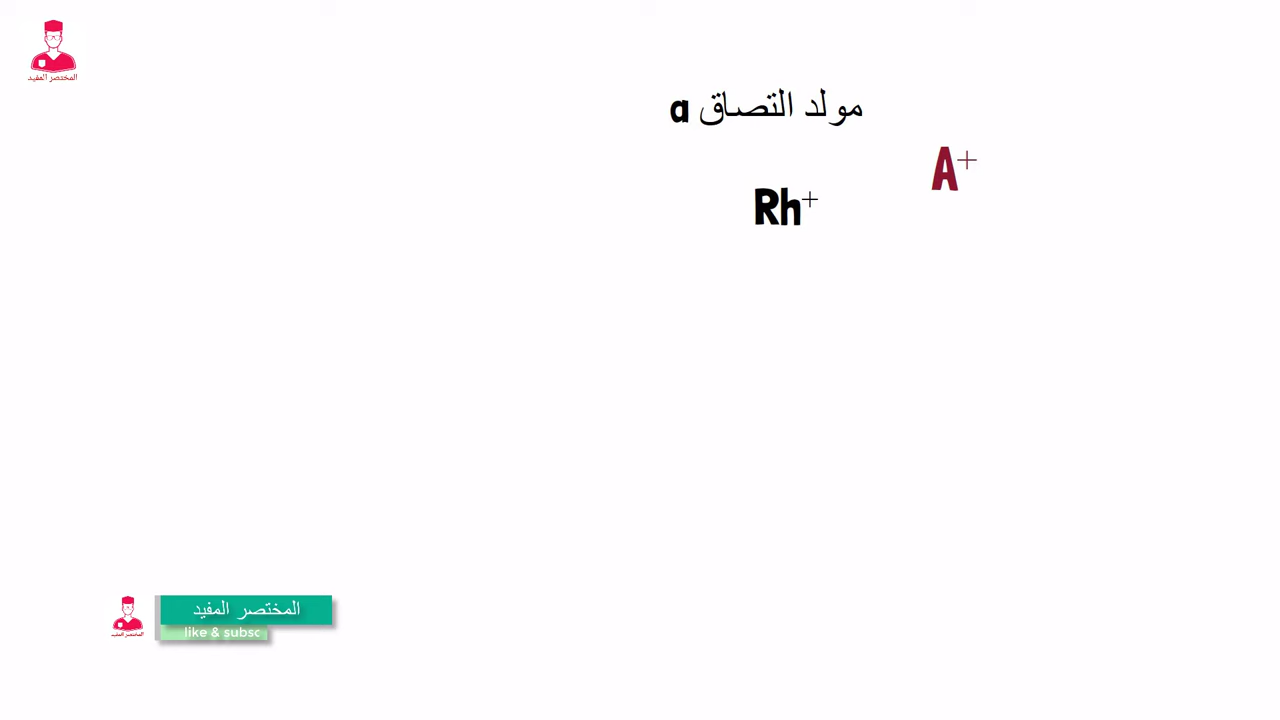 المختصر المفيد
مولد التصاق a
A⁺
Rh⁺
المختصر المفيد
like & subsc
المختصر المفيد